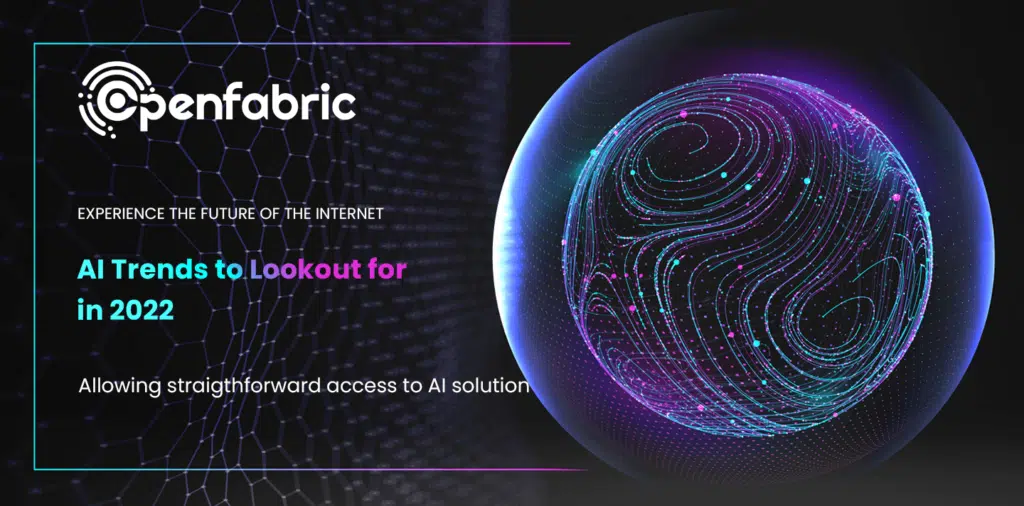 Openfabric
EXPERIENCE THE FUTURE OF THE INTERNET
AI Trends to Lookout for
in 2022
Allowing straigthforward access to AI solution